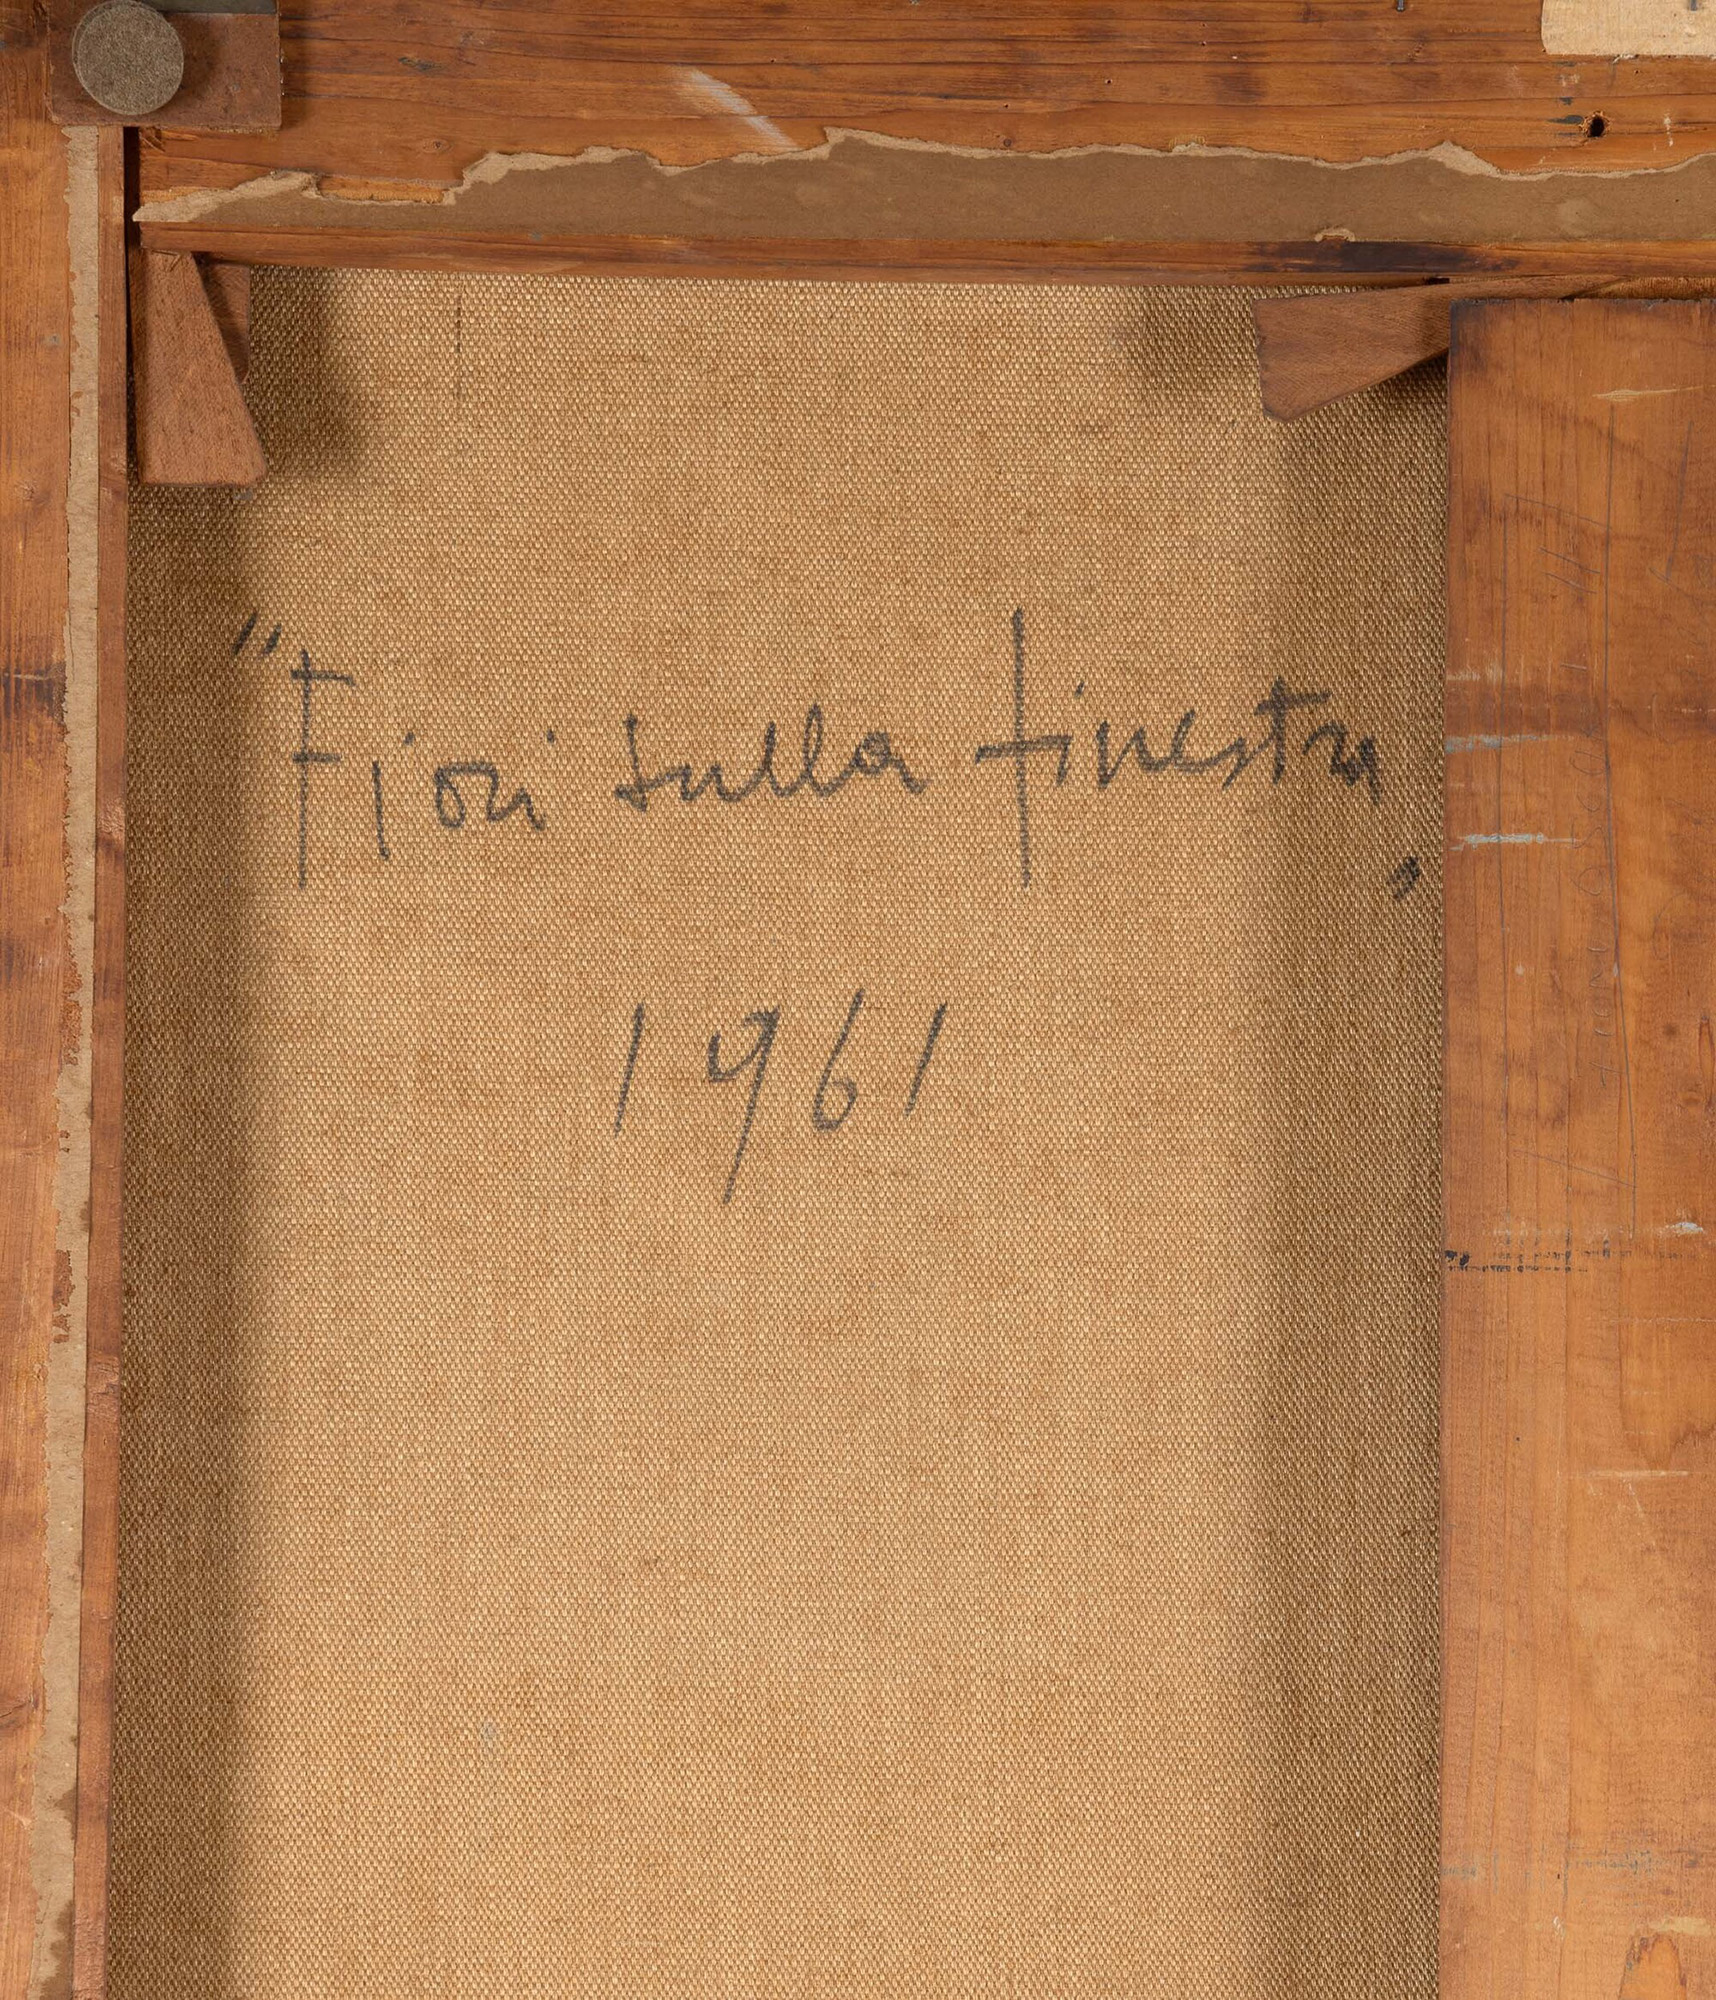 "Fiori sulla finestra"
1961